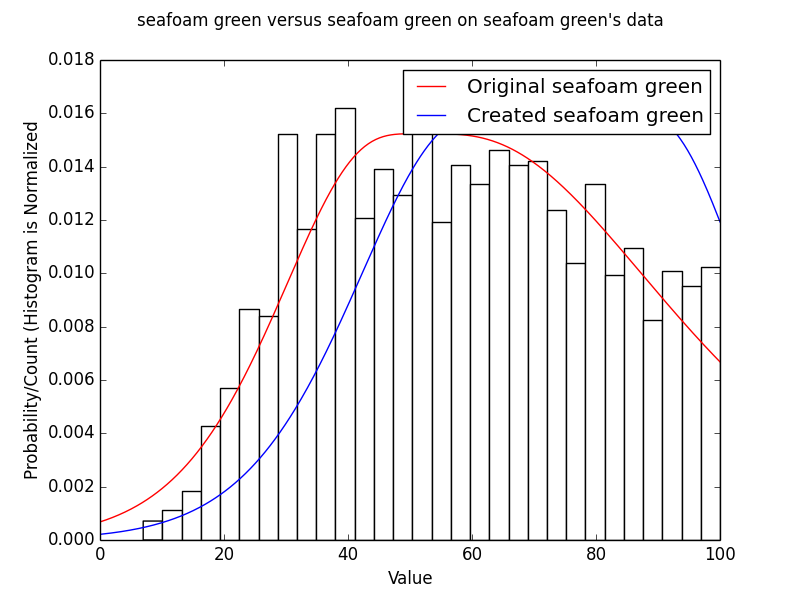 seafoam green versus seafoam green on seafoam green's data
Original seafoam green
Created seafoam green
Probability/Count (Histogram is Normalized
0.018
0.016
0.014
0.012
0.010
0.008
0.006
0.004
0.002
0.000
0 20 40 60 80 100
Value